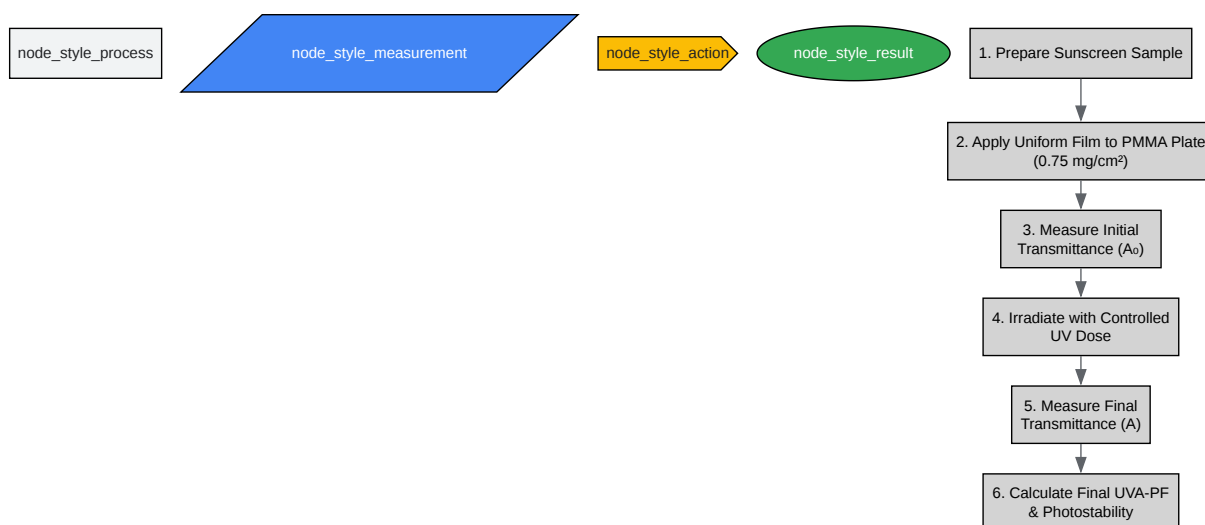 node_style_process
node_style_measurement
node_style_action
node_style_result
1. Prepare Sunscreen Sample
2. Apply Uniform Film to PMMA Plate
(0.75 mg/cm²)
3. Measure Initial
Transmittance (A₀)
4. Irradiate with Controlled
UV Dose
5. Measure Final
Transmittance (A)
6. Calculate Final UVA-PF
& Photostability